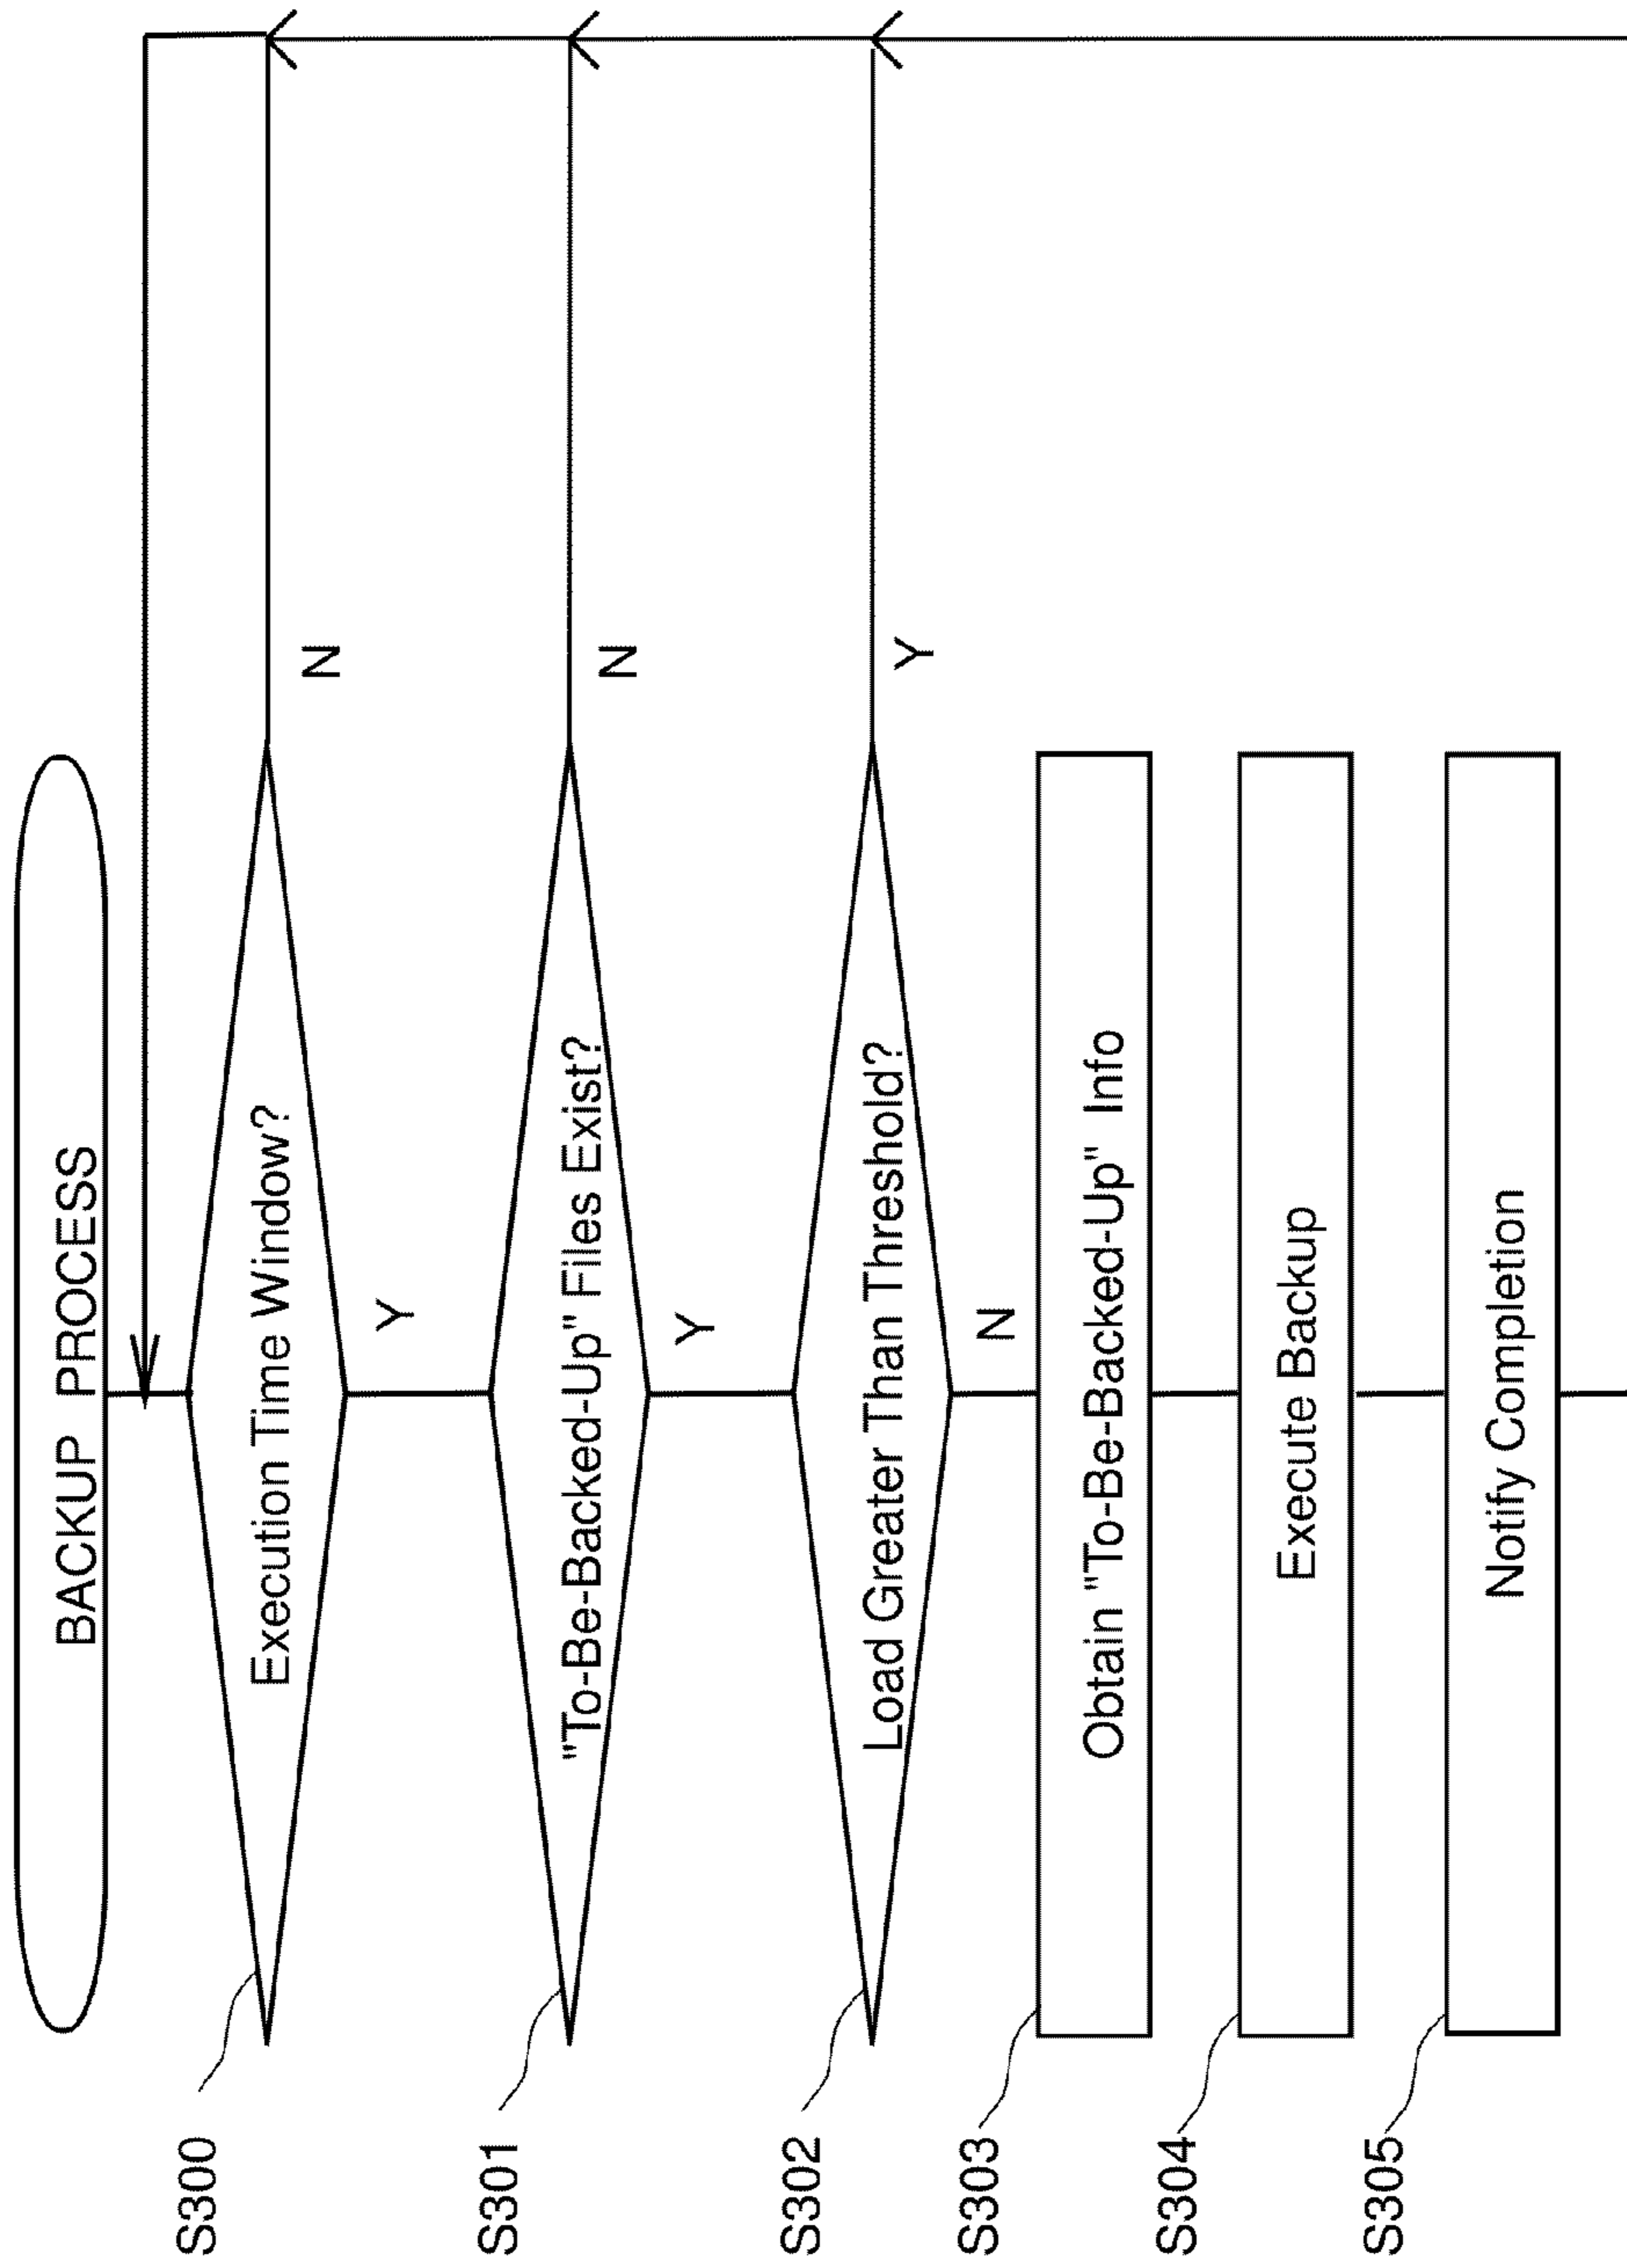 BACKUP PROCESS
S300
Execution Time Window?
N
Y
S301
"To-Be-Backed-Up" Files Exist?
N
Y
S302
Load Greater Than Threshold?
Y
N
S303
Obtain "To-Be-Backed-Up" Info
S304
Execute Backup
S305
Notify Completion